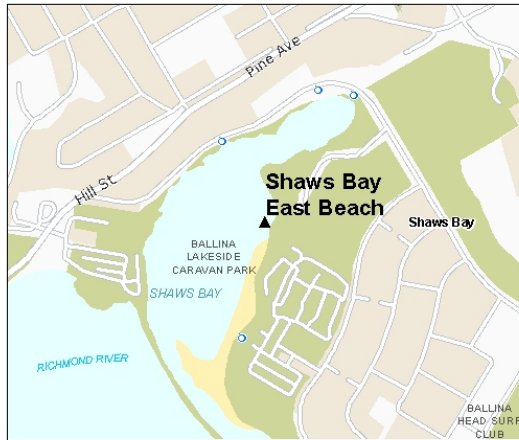 Pine Ave
Hill St
Shaws Bay
East Beach
Shaws Bay
BALLINA
LAKESIDE
CARAVAN PARK
SHAWS BAY
RICHMOND RIVER
BALLINA
HEAD SURF
CLUB